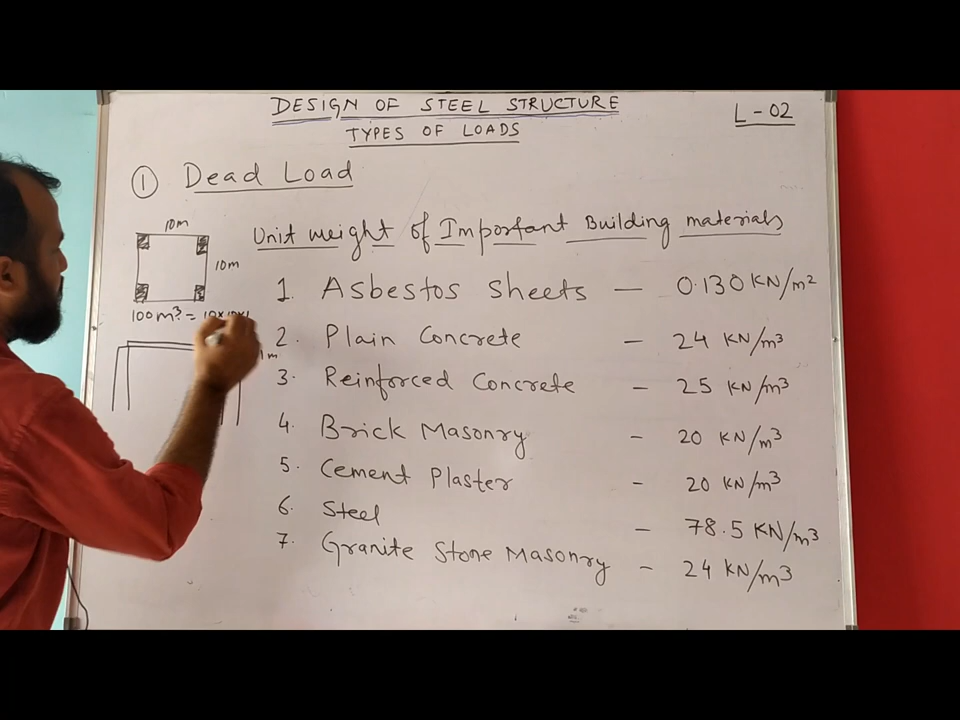 DESIGN OF STEEL STRUCTURE
L-02
TYPES OF LOADS
① Dead Load
10m
10m
100m³ = 10x10x1
1m
Unit weight of Important Building materials
1. Asbestos Sheets — 0.130 KN/m²
2. Plain Concrete — 24 KN/m³
3. Reinforced Concrete — 25 KN/m³
4. Brick Masonry — 20 KN/m³
5. Cement Plaster — 20 KN/m³
6. Steel — 78.5 KN/m³
7. Granite Stone Masonry — 24 KN/m³